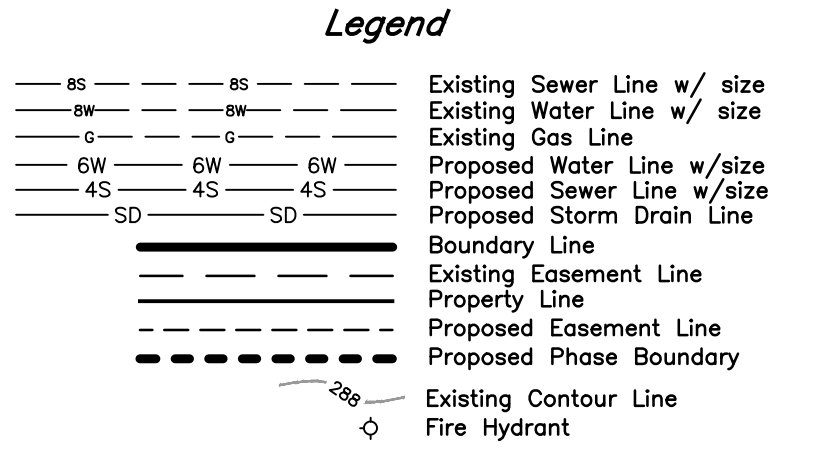 Legend
8S 8S Existing Sewer Line w/ size
8W 8W Existing Water Line w/ size
G G Existing Gas Line
6W 6W 6W Proposed Water Line w/size
4S 4S 4S Proposed Sewer Line w/size
SD SD Proposed Storm Drain Line
Boundary Line
Existing Easement Line
Property Line
Proposed Easement Line
Proposed Phase Boundary
288 Existing Contour Line
Fire Hydrant